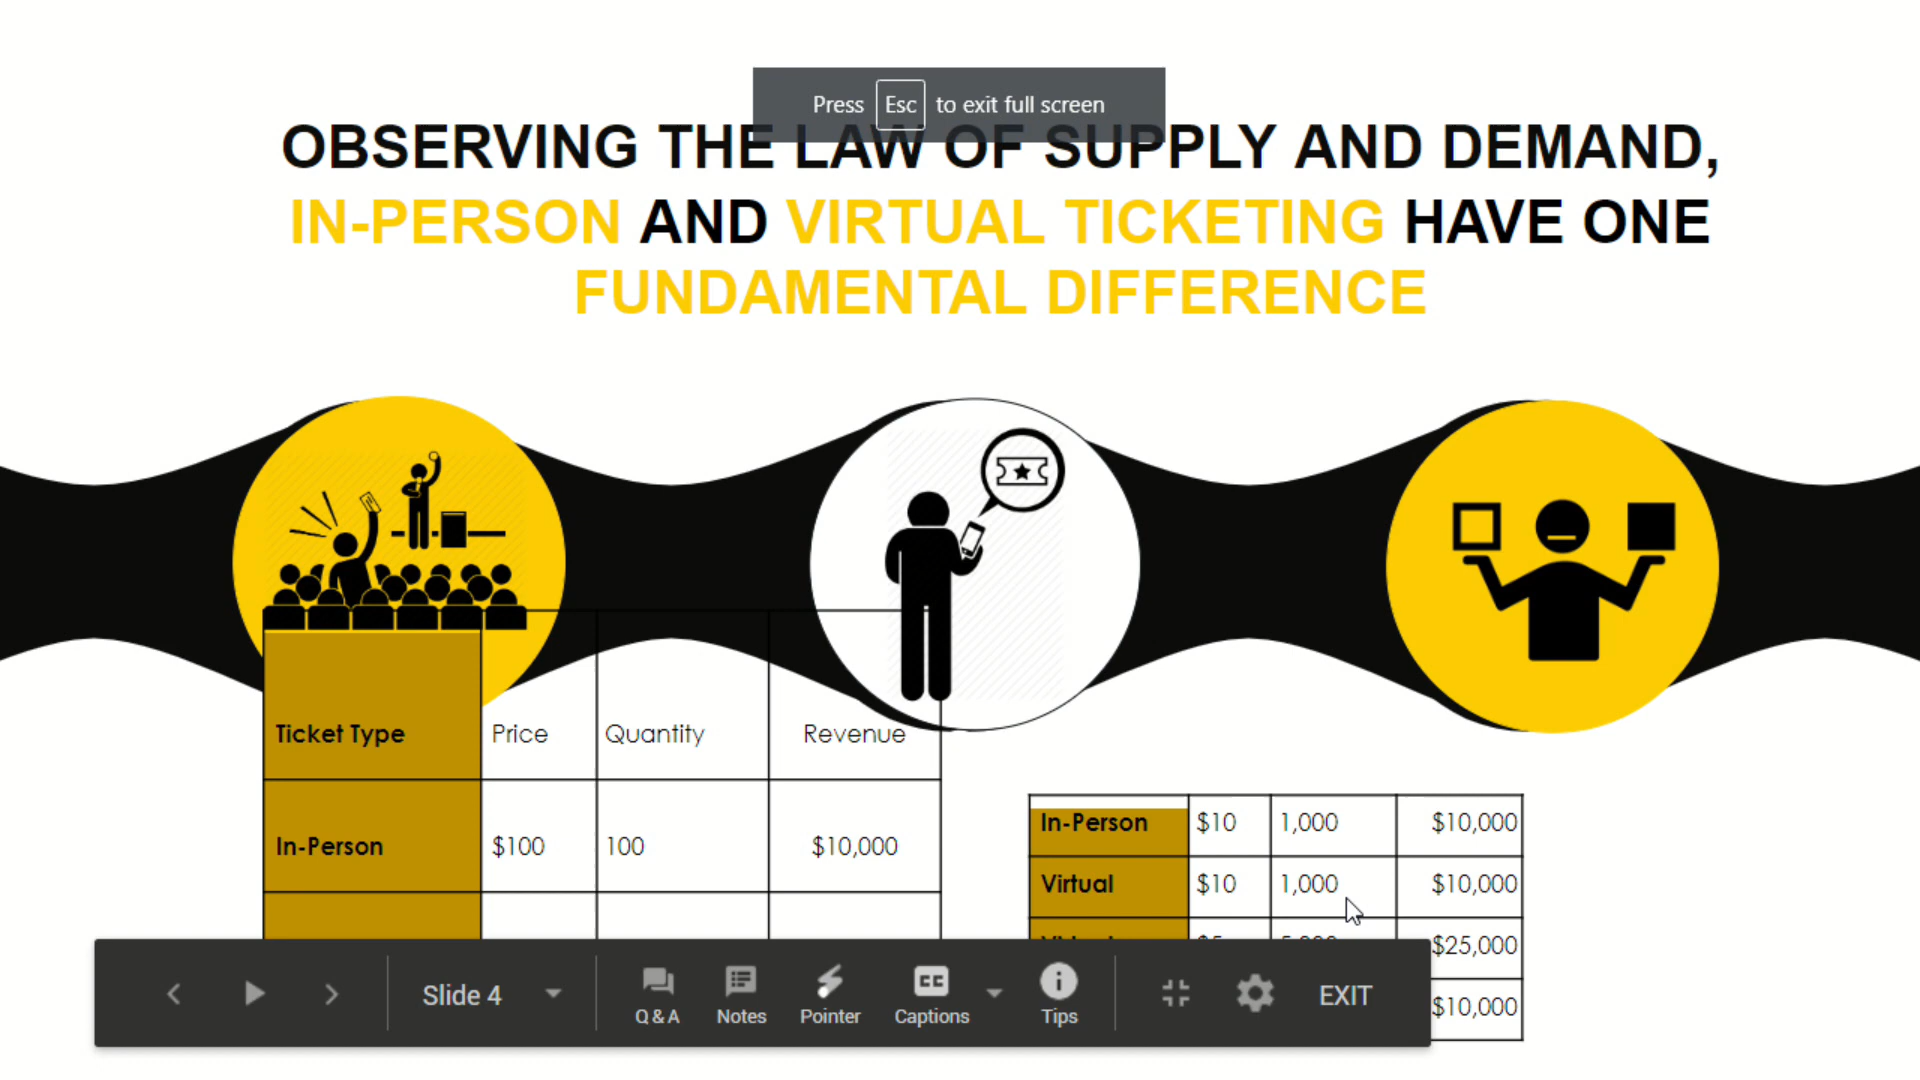 Press Esc to exit full screen
OBSERVING THE LAW OF SUPPLY AND DEMAND,
IN-PERSON AND VIRTUAL TICKETING HAVE ONE
FUNDAMENTAL DIFFERENCE
Ticket Type Price Quantity Revenue
In-Person $100 100 $10,000
In-Person $10 1,000 $10,000
Virtual $10 1,000 $10,000
$25,000
$10,000
Slide 4
Q & A Notes Pointer CC Captions Tips EXIT